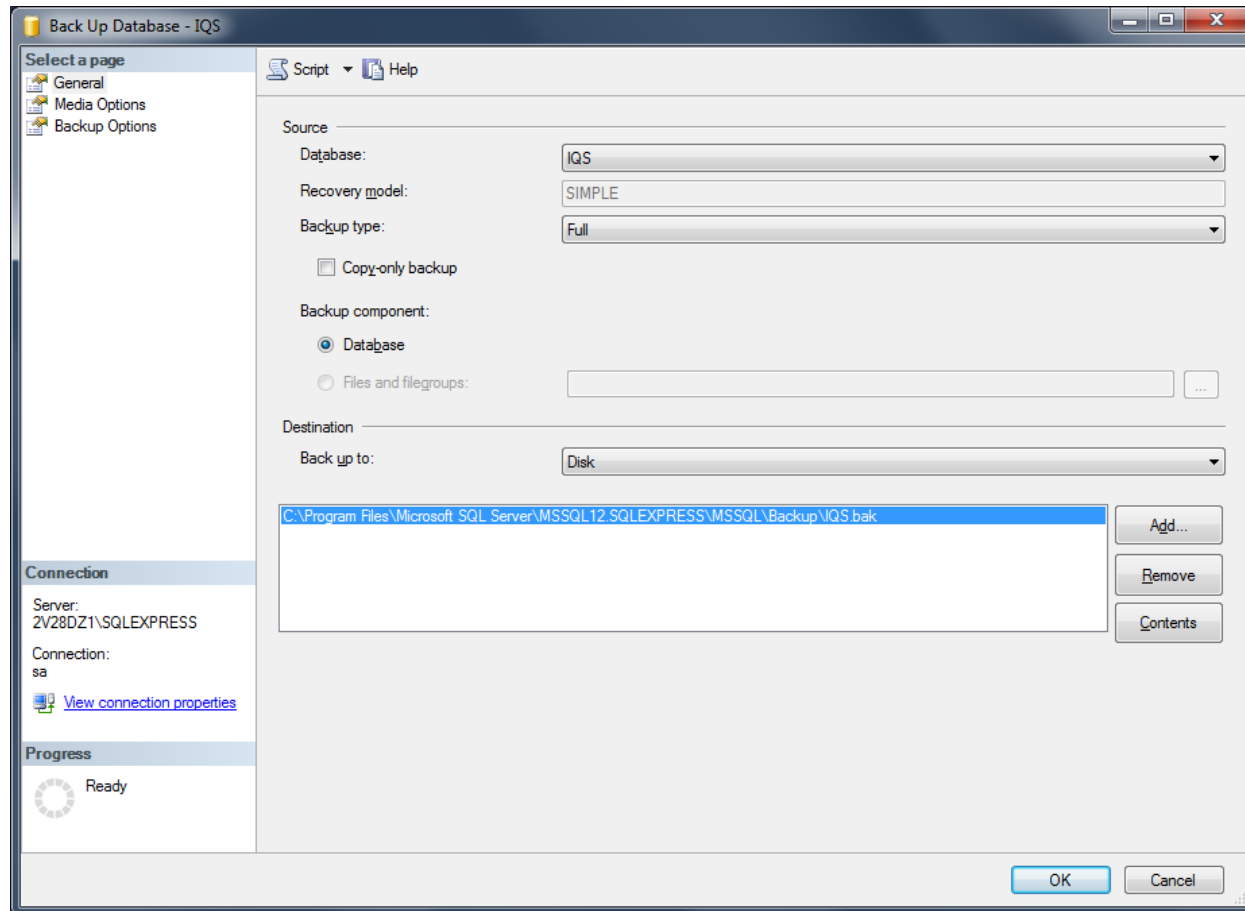 Back Up Database - IQS
Select a page
General
Media Options
Backup Options
Script
Help
Source
Database:
IQS
Recovery model:
SIMPLE
Backup type:
Full
Copy-only backup
Backup component:
Database
Files and filegroups:
...
Destination
Back up to:
Disk
C:\Program Files\Microsoft SQL Server\MSSQL12.SQLEXPRESS\MSSQL\Backup\IQS.bak
Add...
Remove
Contents
Connection
Server:
2V28DZ1\SQLEXPRESS
Connection:
sa
View connection properties
Progress
Ready
OK
Cancel